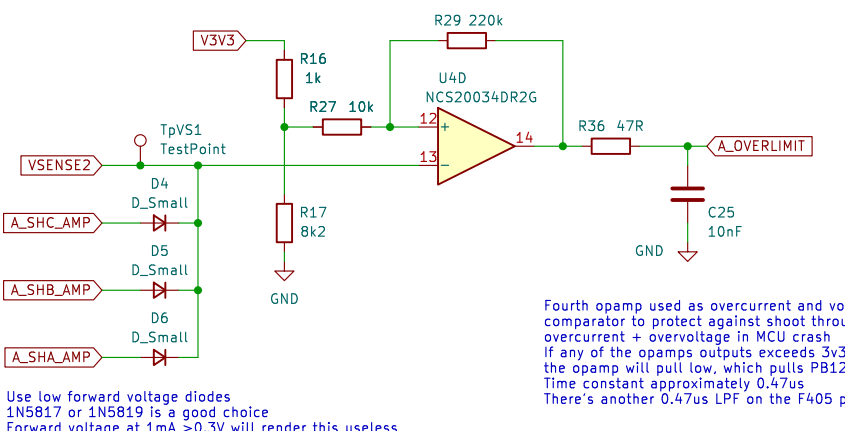 R29 220k
V3V3
R16
1k
U4D
NCS20034DR2G
R27 10k
12
+
14
R36 47R
A_OVERLIMIT
TpVS1
TestPoint
VSENSE2
13
−
D4
D_Small
A_SHC_AMP
R17
8k2
C25
10nF
GND
D5
D_Small
A_SHB_AMP
GND
D6
D_Small
A_SHA_AMP
Fourth opamp used as overcurrent and vo
comparator to protect against shoot throu
overcurrent + overvoltage in MCU crash
If any of the opamps outputs exceeds 3v3
the opamp will pull low, which pulls PB12
Time constant approximately 0.47us
There's another 0.47us LPF on the F405 p
Use low forward voltage diodes
1N5817 or 1N5819 is a good choice
Forward voltage at 1mA >0.3V will render this useless